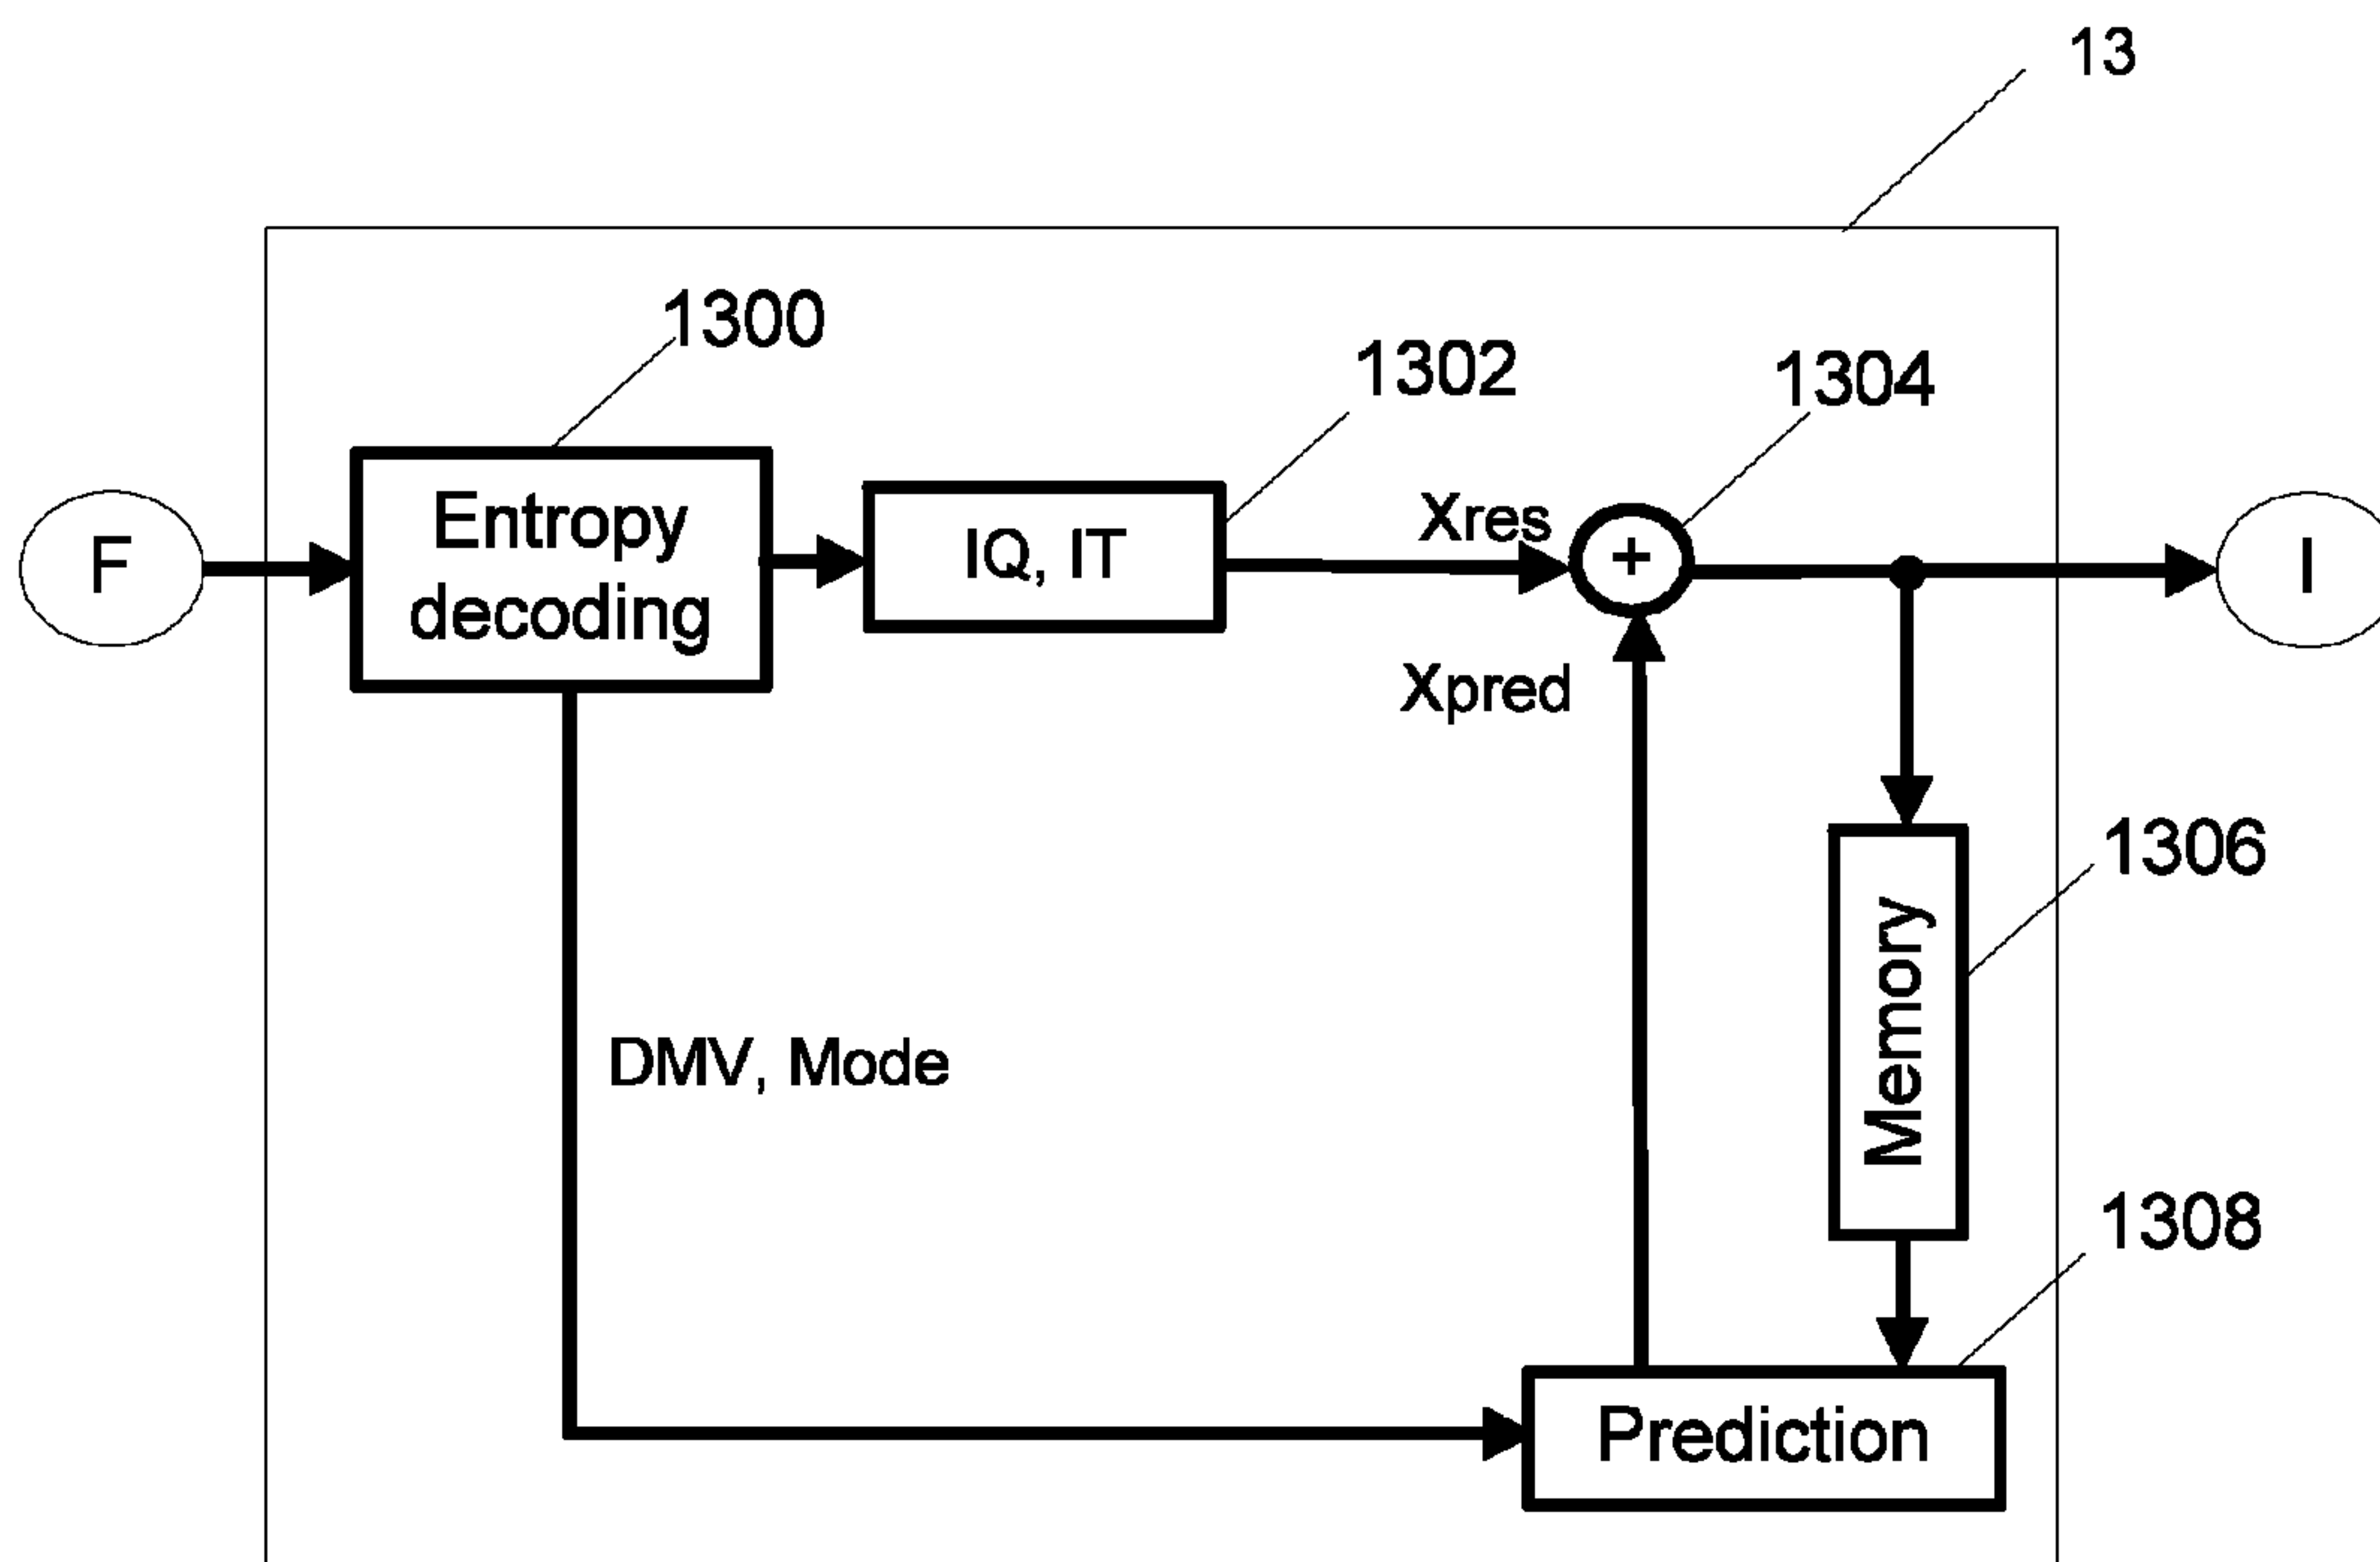 13
1300
1302
1304
Entropy
decoding
F
IQ, IT
Xres
+
I
Xpred
1306
Memory
DMV, Mode
1308
Prediction